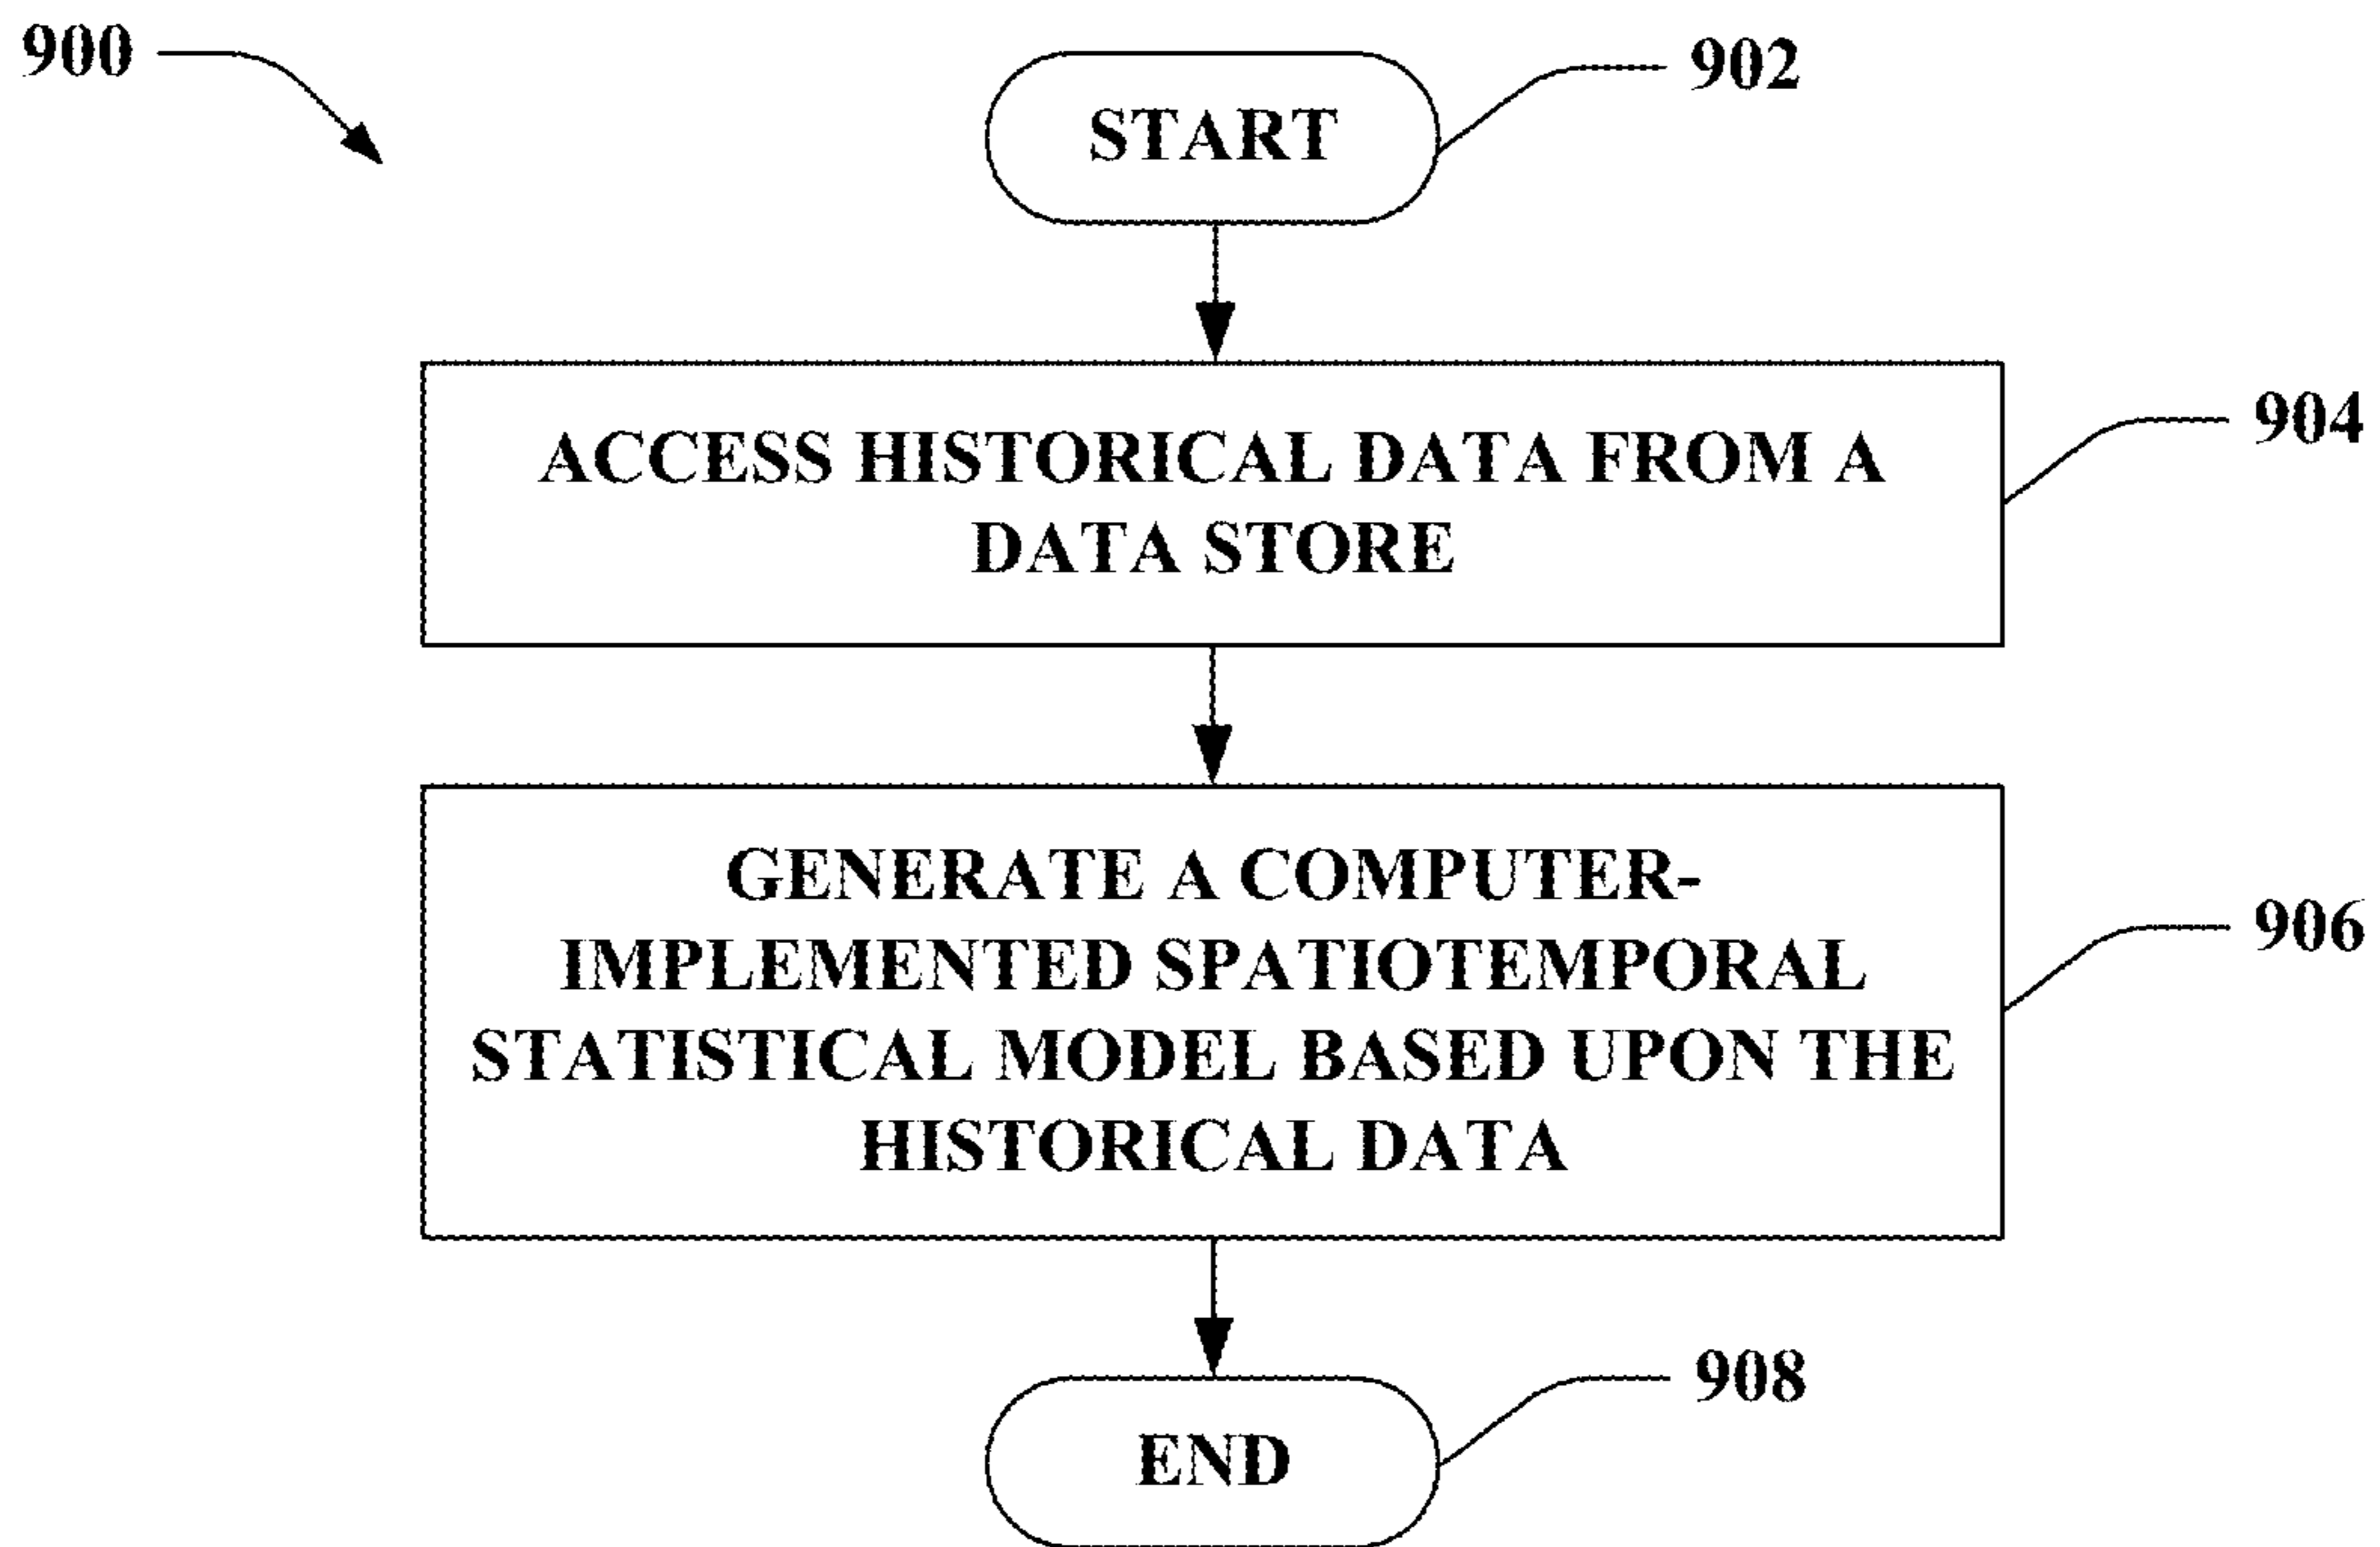 900
START
902
ACCESS HISTORICAL DATA FROM A
DATA STORE
904
GENERATE A COMPUTER-
IMPLEMENTED SPATIOTEMPORAL
STATISTICAL MODEL BASED UPON THE
HISTORICAL DATA
906
END
908